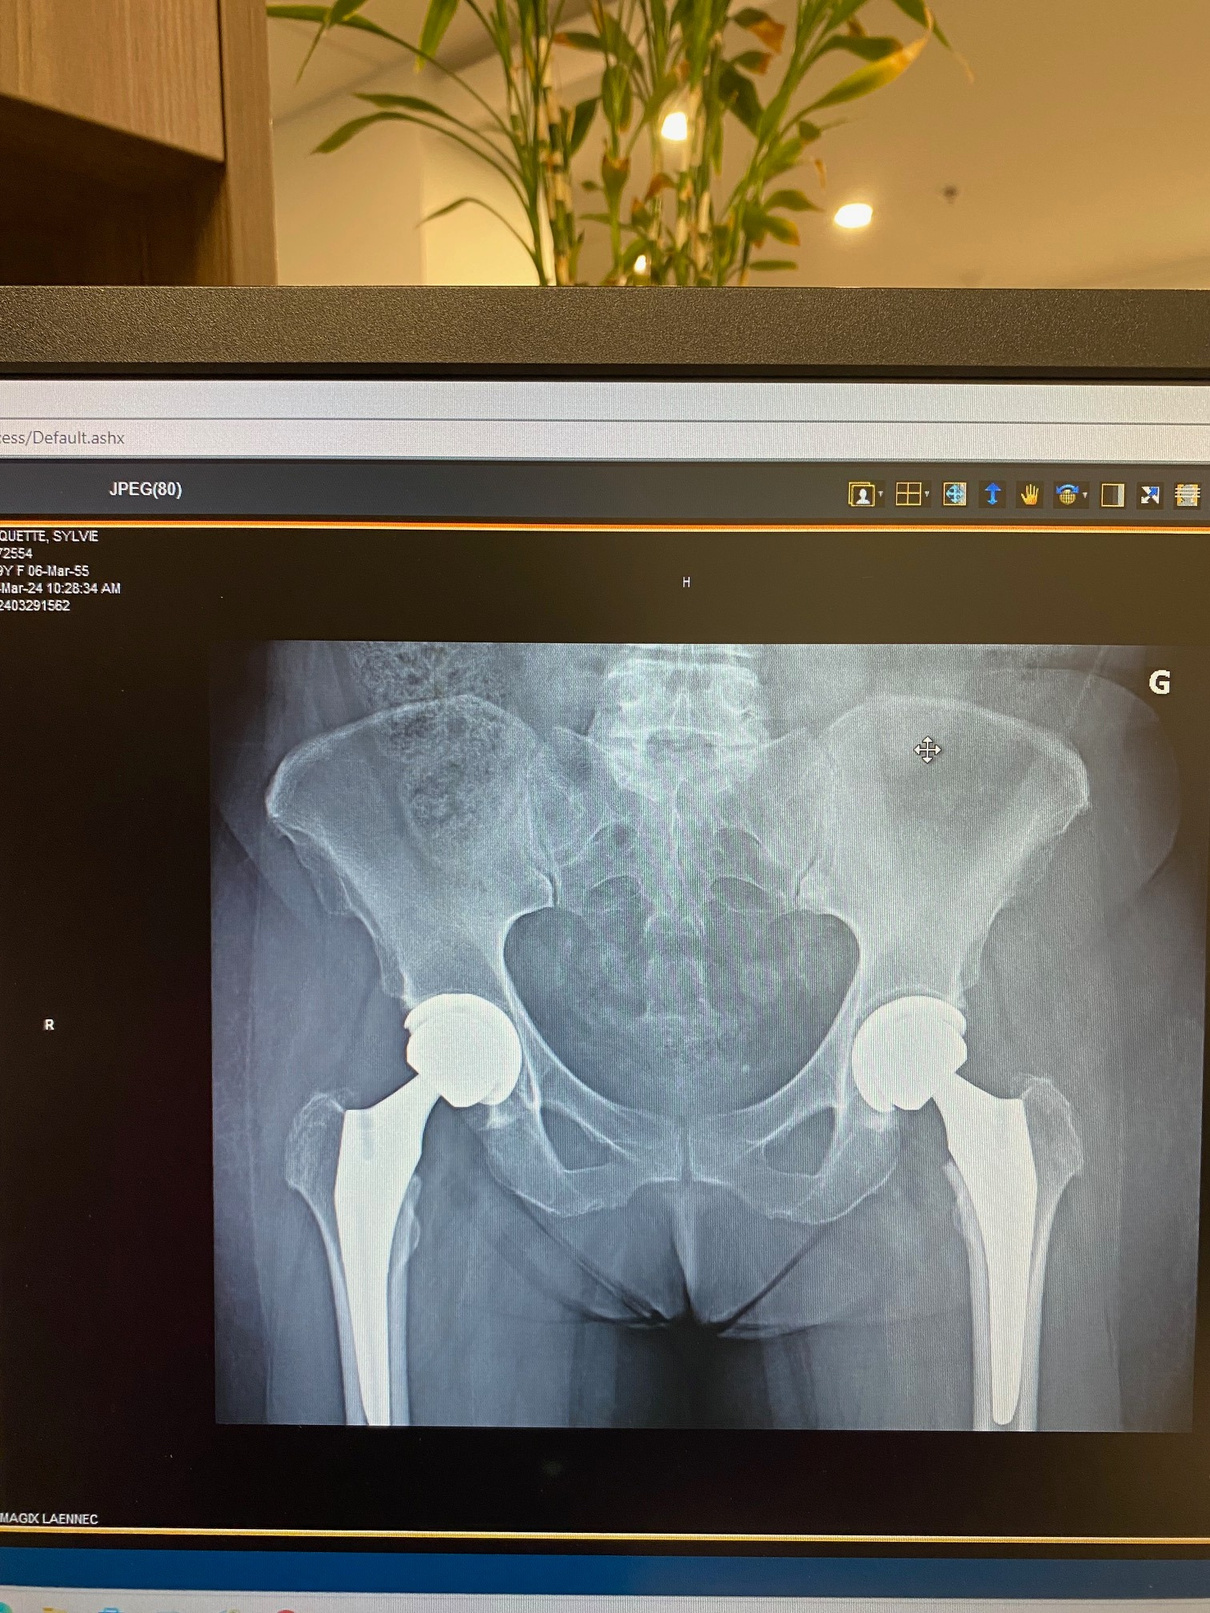 cess/Default.ashx
JPEG(80)
QUETTE, SYLVIE
72554
9Y F 06-Mar-55
-Mar-24 10:28:34 AM
2403291562
H
G
R
MAGIX LAENNEC